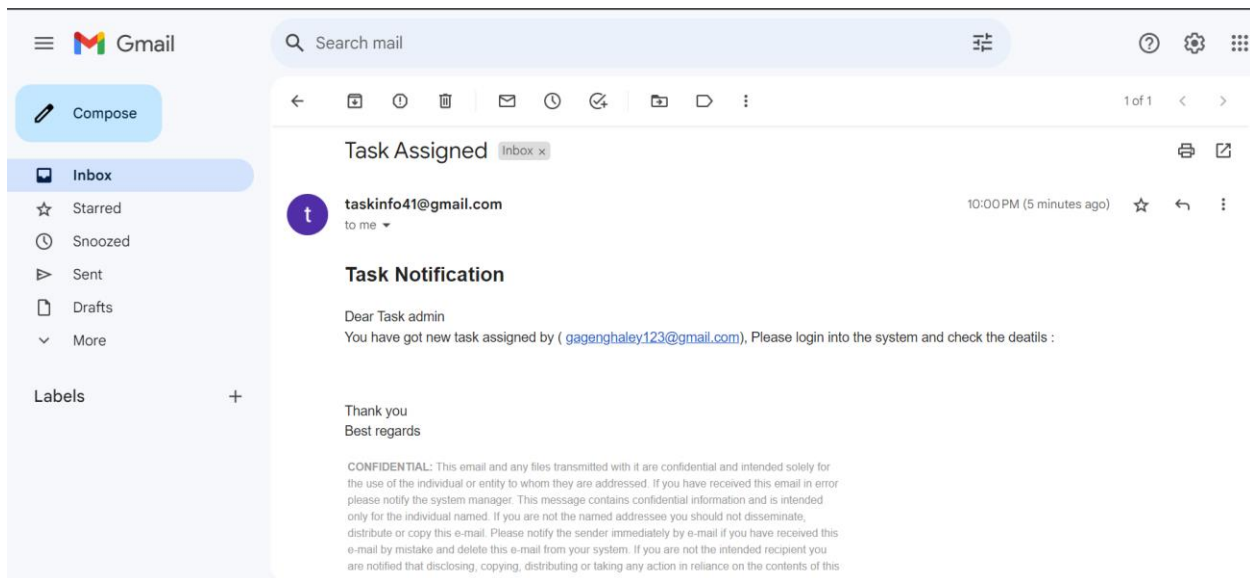 Gmail
Search mail
Compose
1 of 1
Task Assigned
Inbox ×
Inbox
Starred
Snoozed
Sent
Drafts
More
Labels
t
taskinfo41@gmail.com
10:00 PM (5 minutes ago)
to me
Task Notification
Dear Task admin
You have got new task assigned by ( gagenghaley123@gmail.com), Please login into the system and check the deatils :
Thank you
Best regards
CONFIDENTIAL: This email and any files transmitted with it are confidential and intended solely for
the use of the individual or entity to whom they are addressed. If you have received this email in error
please notify the system manager. This message contains confidential information and is intended
only for the individual named. If you are not the named addressee you should not disseminate,
distribute or copy this e-mail. Please notify the sender immediately by e-mail if you have received this
e-mail by mistake and delete this e-mail from your system. If you are not the intended recipient you
are notified that disclosing, copying, distributing or taking any action in reliance on the contents of this